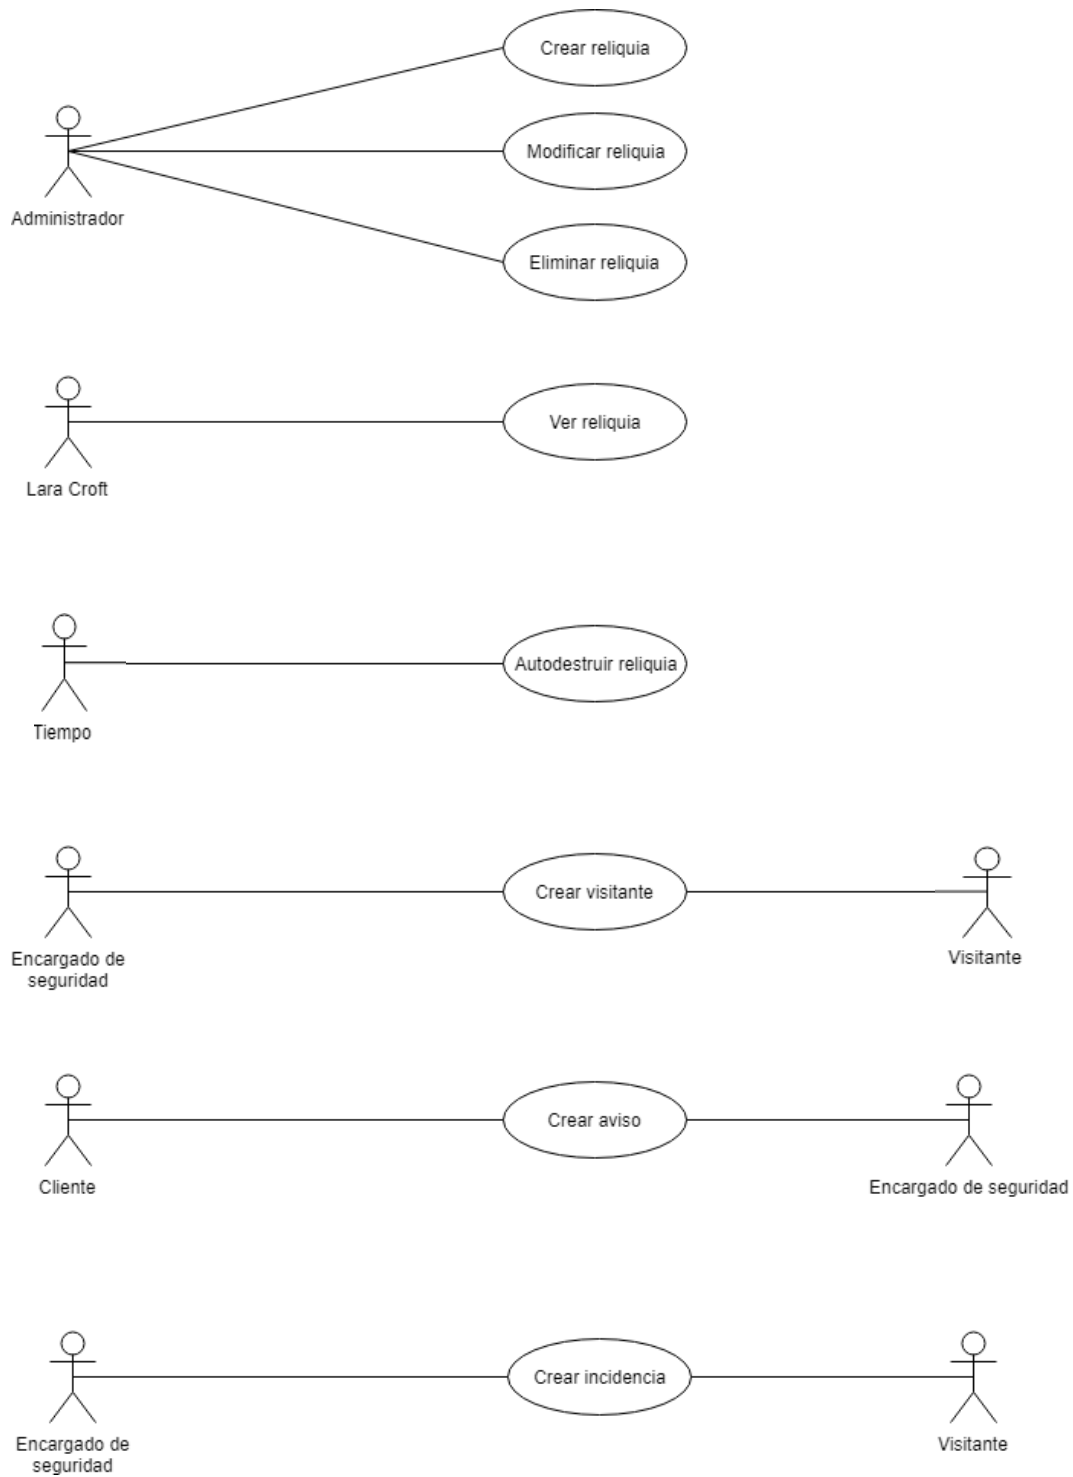 Crear reliquia
Modificar reliquia
Administrador
Eliminar reliquia
Ver reliquia
Lara Croft
Autodestruir reliquia
Tiempo
Crear visitante
Encargado de
seguridad
Visitante
Crear aviso
Cliente
Encargado de seguridad
Crear incidencia
Encargado de
seguridad
Visitante